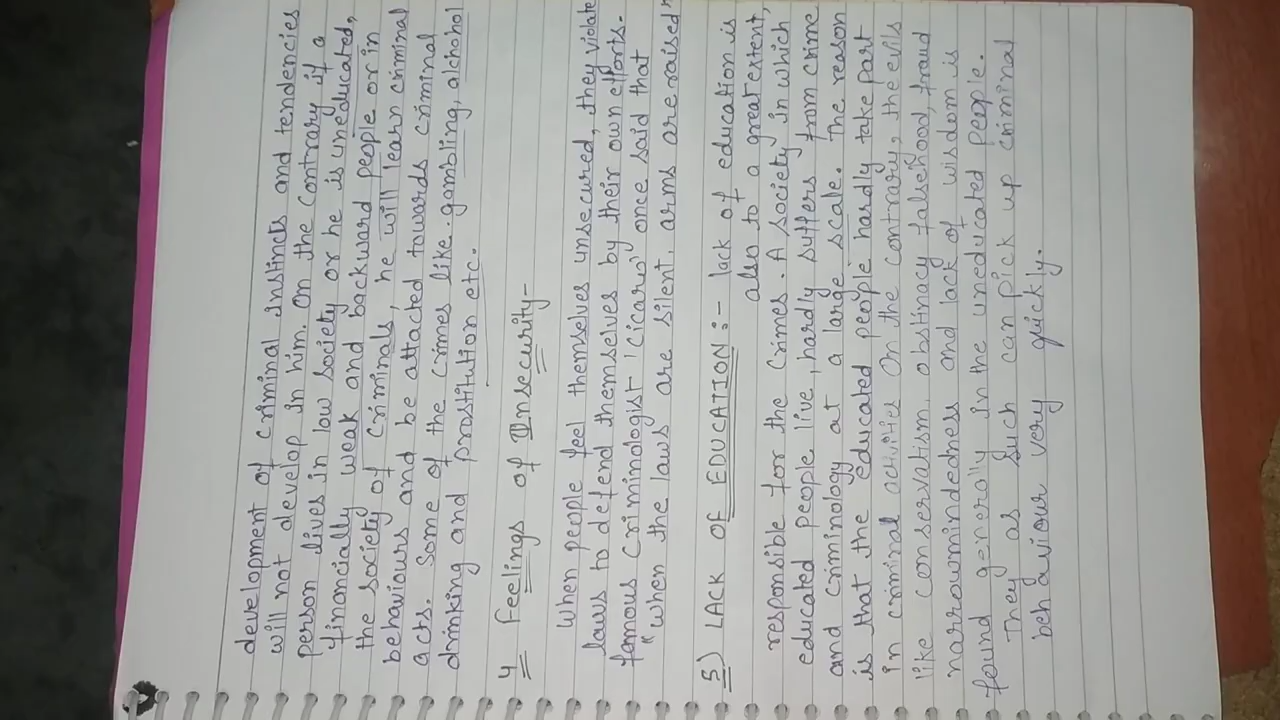 development of criminal instincts and tendencies
will not develop in him. On the contrary if a
person lives in low society or he is uneducated,
financially weak and backward people or in
the society of criminals, he will learn criminal
behaviours and be attached towards criminal
acts. Some of the crimes like gambling, alchohol
drinking and prostitution etc.
4 Feelings of Insecurity-
When people feel themselves unsecured, they violate
laws to defend themselves by their own efforts.
famous Criminologist 'Cicaro' once said that
"when the laws are silent, arms are raised"
5) LACK OF EDUCATION :- lack of education is
also to a great extent,
responsible for the crimes. A society in which
educated people live, hardly suffers from crime
and criminology at a large scale. The reason
is that the educated people hardly take part
in criminal activities On the contrary, the evils
like conservatism, obstinacy falsehood, fraud
narrowmindedness and lack of wisdom is
found generally in the uneducated people.
They as such can pick up criminal
behaviour very quickly.